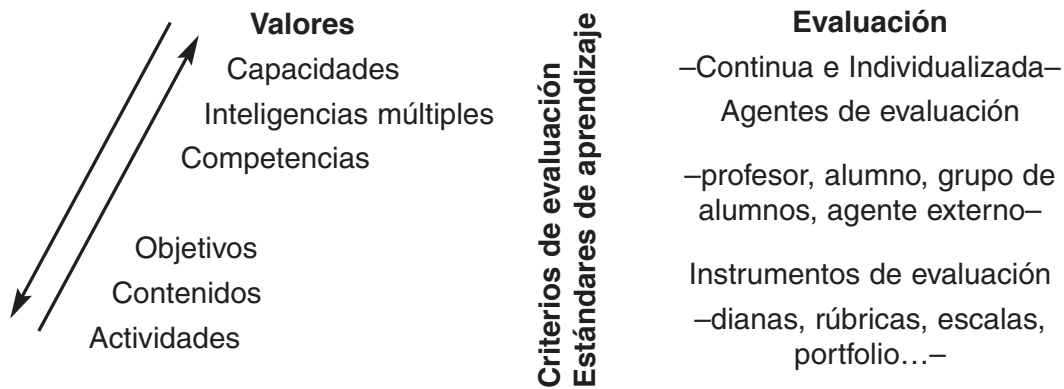 Valores
Capacidades
Inteligencias múltiples
Competencias
Objetivos
Contenidos
Actividades
Criterios de evaluación
Estándares de aprendizaje
Evaluación
–Continua e Individualizada–
Agentes de evaluación
–profesor, alumno, grupo de
alumnos, agente externo–
Instrumentos de evaluación
–dianas, rúbricas, escalas,
portfolio…–